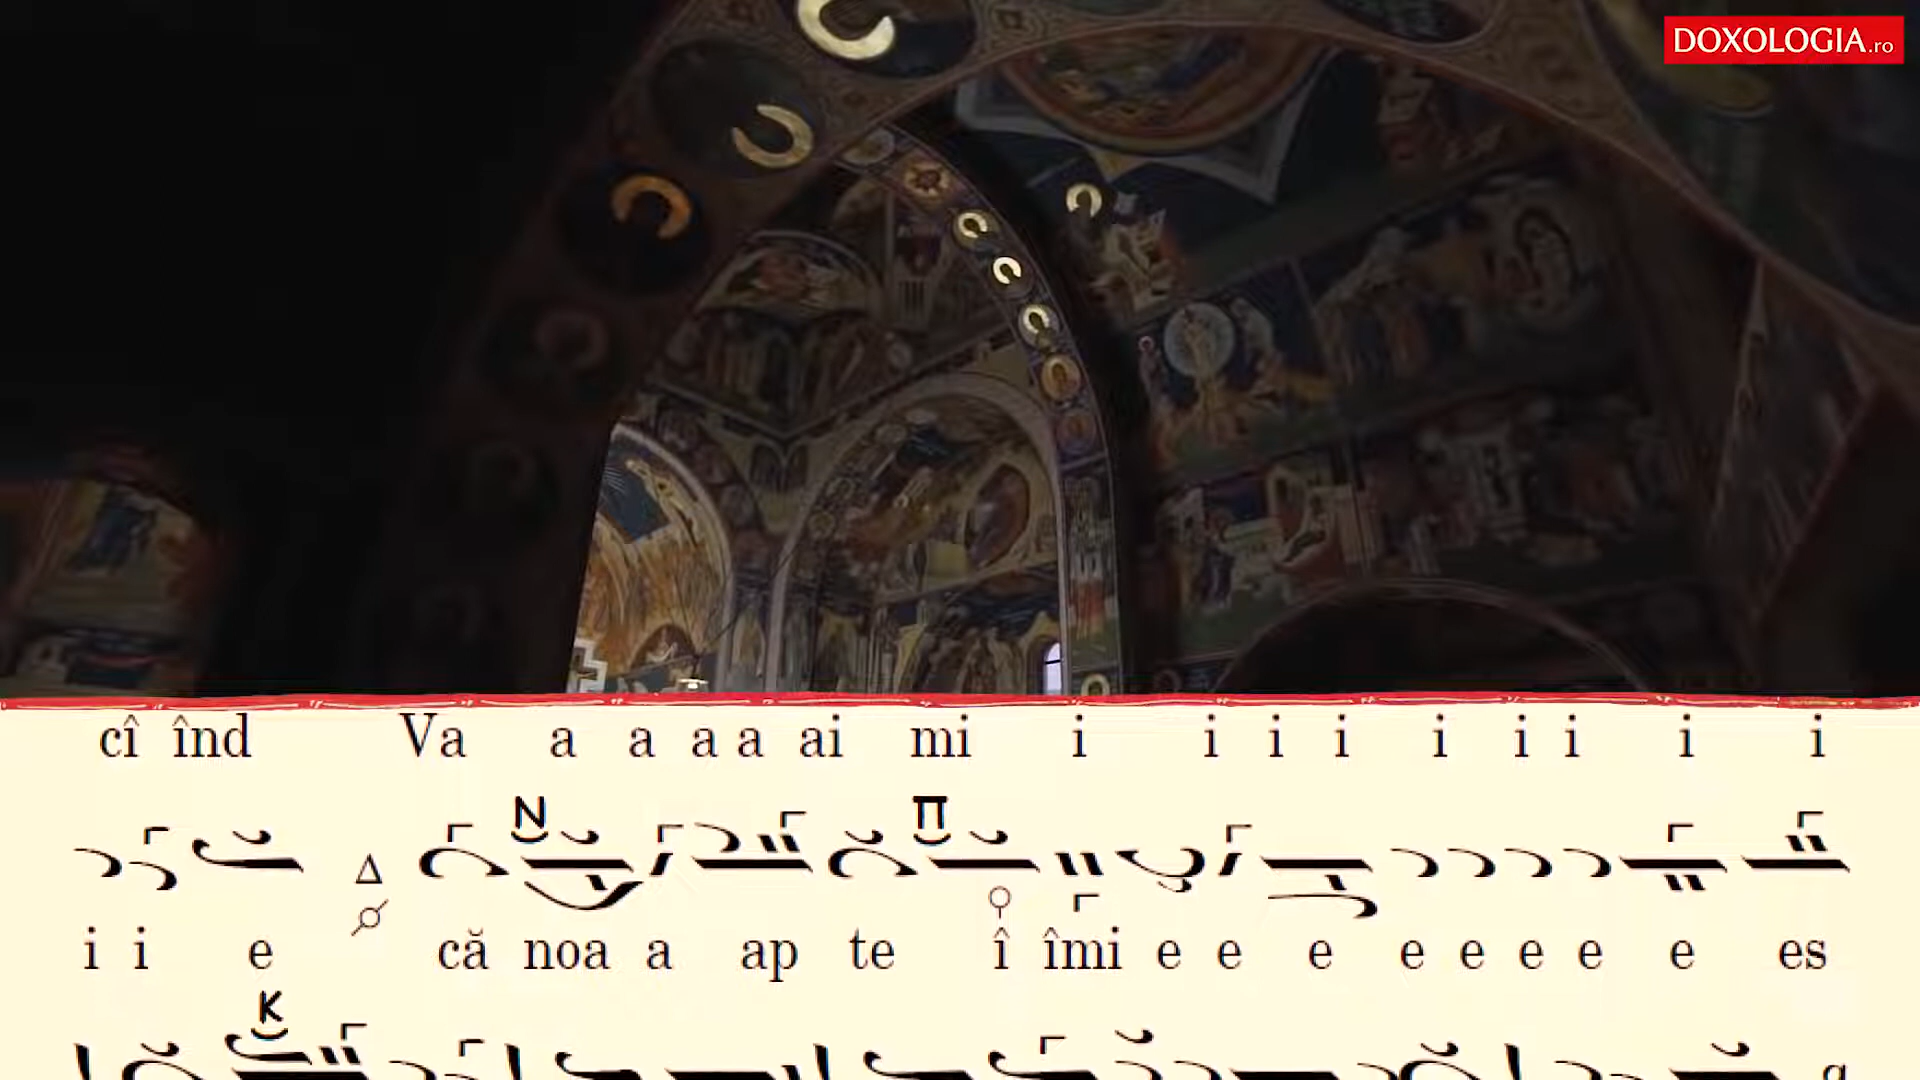 DOXOLOGIA.ro
cî înd Va a a a a ai mi i i i i i i i i i
N Π
Δ
i i e că noa a ap te î îmi e e e e e e e e es
K